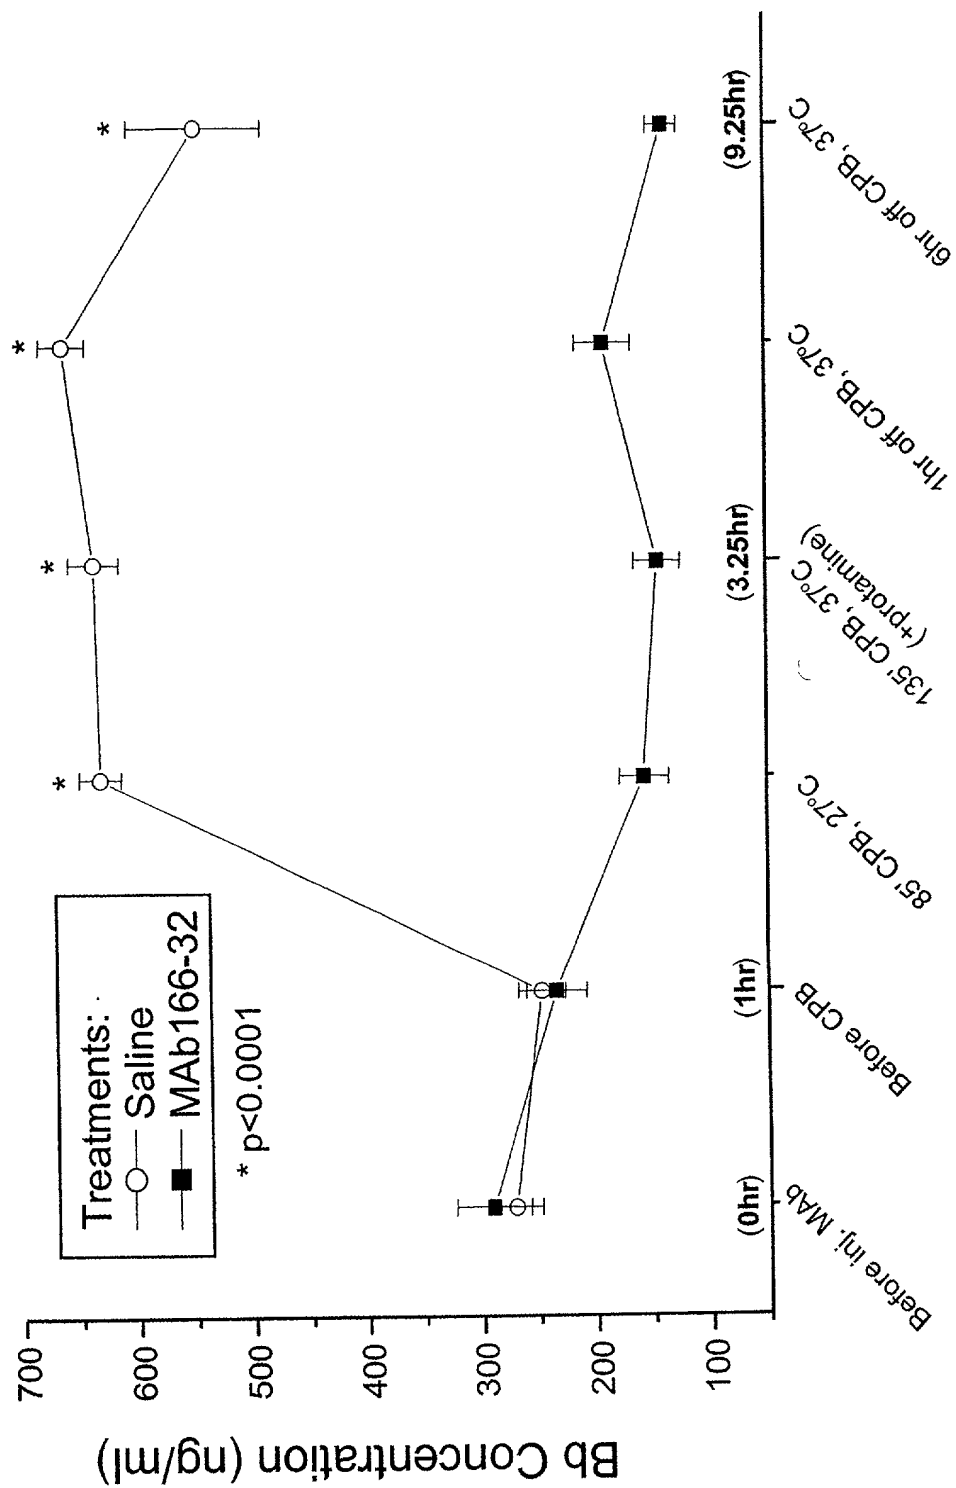 Bb Concentration (ng/ml)
700
600
500
400
300
200
100
Treatments:
Saline
MAb166-32
* p<0.0001
*
*
*
*
(0hr)
(1hr)
(3.25hr)
(9.25hr)
Before inj. MAb
Before CPB
85' CPB, 27°C
135' CPB, 37°C
(+protamine)
1hr off CPB, 37°C
6hr off CPB, 37°C